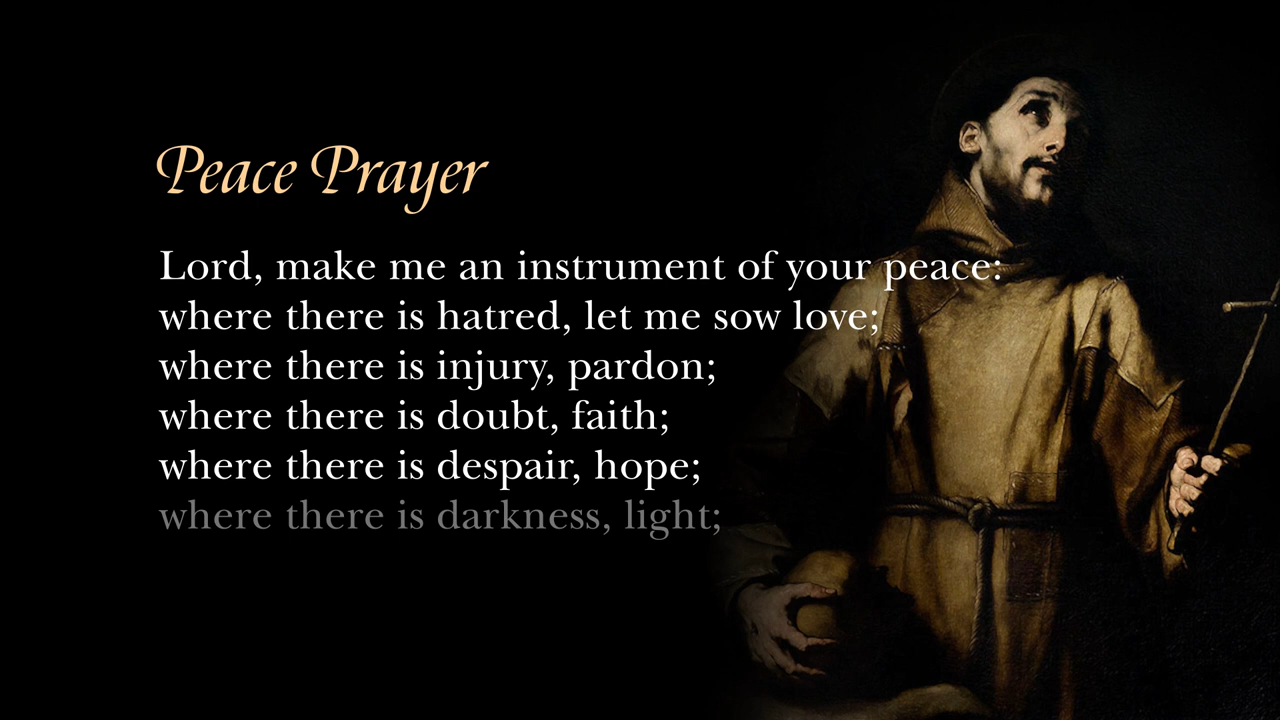 Peace Prayer
Lord, make me an instrument of your peace:
where there is hatred, let me sow love;
where there is injury, pardon;
where there is doubt, faith;
where there is despair, hope;
where there is darkness, light;